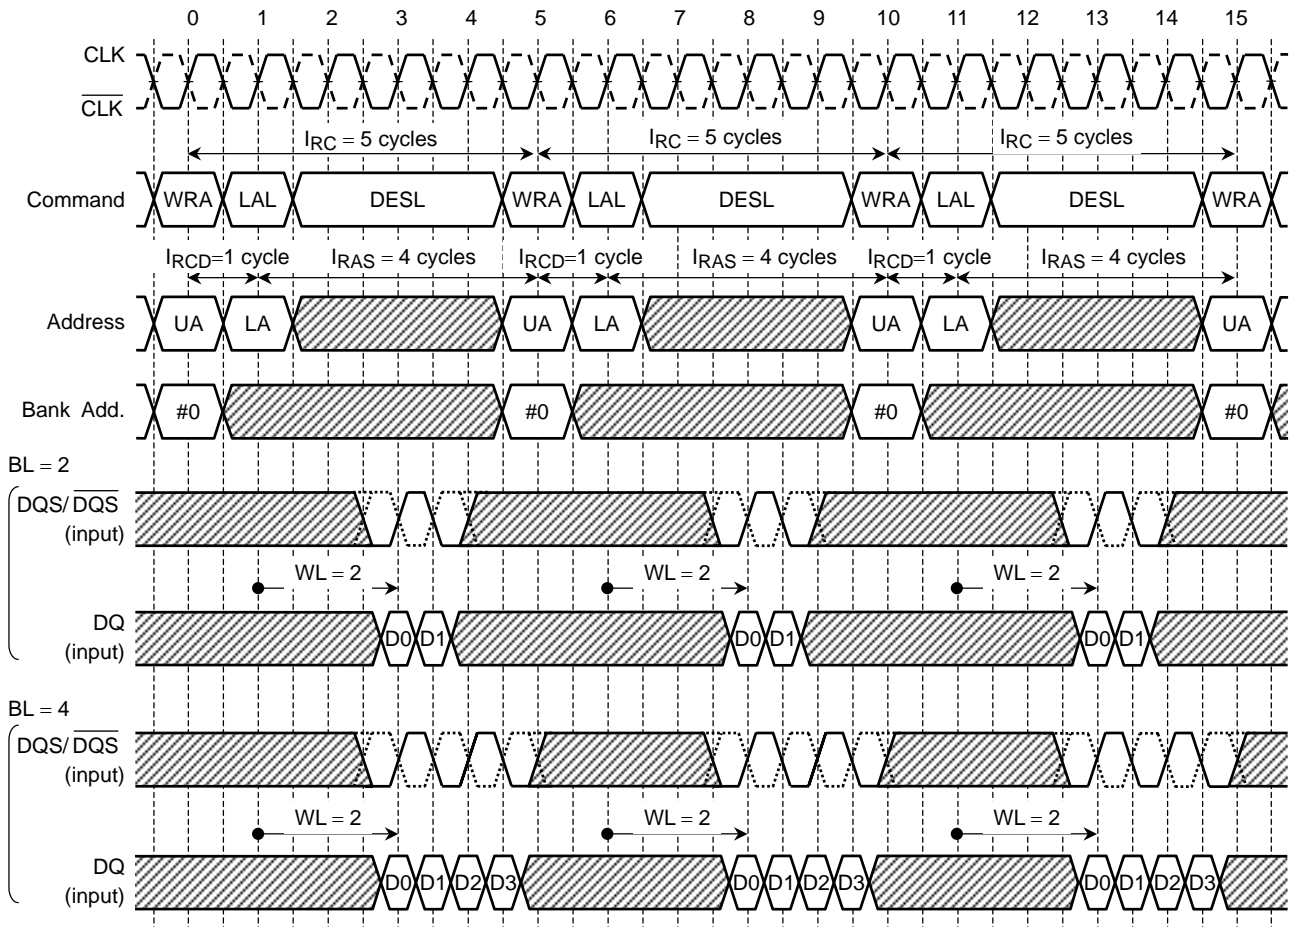 0 1 2 3 4 5 6 7 8 9 10 11 12 13 14 15
CLK
CLK
IRC = 5 cycles IRC = 5 cycles IRC = 5 cycles
Command WRA LAL DESL WRA LAL DESL WRA LAL DESL WRA
IRCD=1 cycle IRAS = 4 cycles IRCD=1 cycle IRAS = 4 cycles IRCD=1 cycle IRAS = 4 cycles
Address UA LA UA LA UA LA UA
Bank Add. #0 #0 #0 #0
BL = 2
DQS/DQS
(input)
WL = 2 WL = 2 WL = 2
DQ D0 D1 D0 D1 D0 D1
(input)
BL = 4
DQS/DQS
(input)
WL = 2 WL = 2 WL = 2
DQ D0 D1 D2 D3 D0 D1 D2 D3 D0 D1 D2 D3
(input)